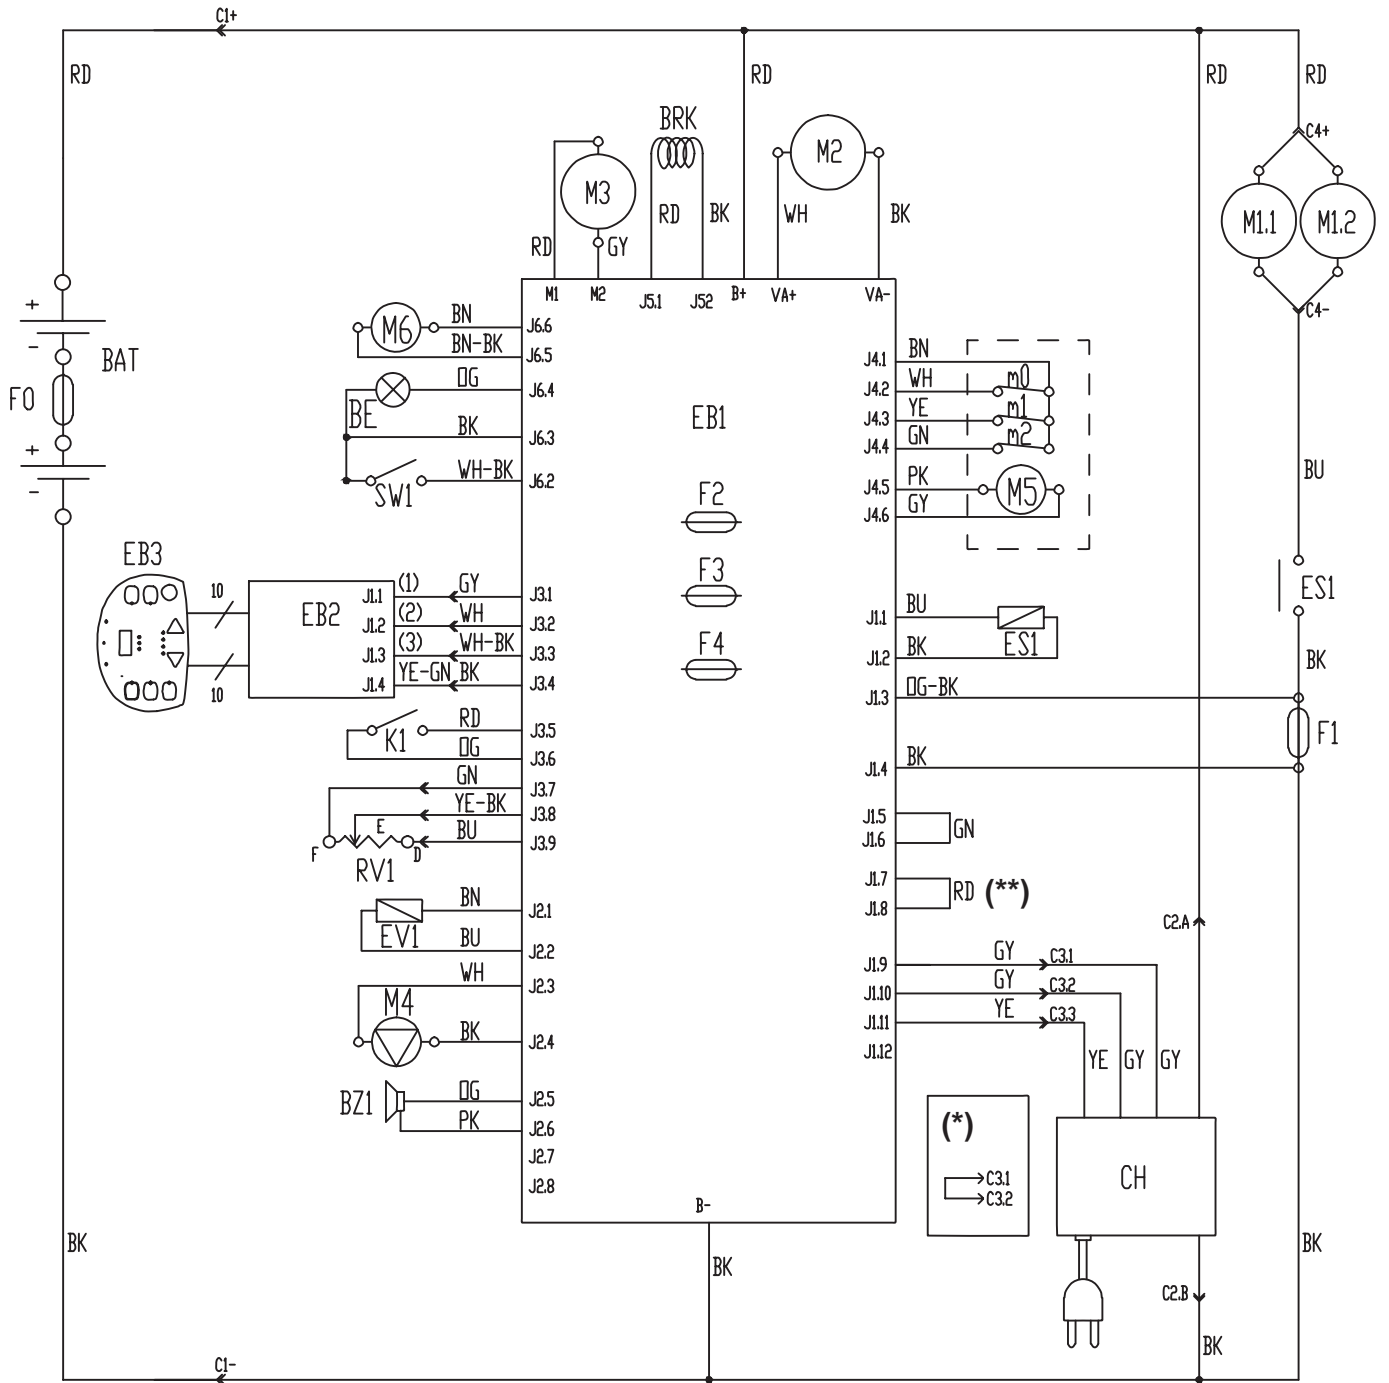 C1+
RD
RD
RD
RD
BRK
M2
C4+
M3
M1.1
M1.2
RD
BK
WH
BK
RD
GY
M1
M2
J5.1
J52
B+
VA+
VA-
C4-
+
-
BAT
F0
+
-
M6
BN
J6.6
BN-BK
J6.5
OG
J6.4
BE
BK
J6.3
WH-BK
J6.2
SW1
EB1
J4.1
BN
J4.2
WH
m0
J4.3
YE
m1
J4.4
GN
m2
J4.5
PK
M5
J4.6
GY
BU
F2
F3
F4
EB3
10
10
EB2
J1.1
(1)
GY
J3.1
J1.2
(2)
WH
J3.2
J1.3
(3)
WH-BK
J3.3
J1.4
YE-GN
BK
J3.4
J1.1
BU
ES1
J1.2
BK
ES1
BK
J1.3
OG-BK
F1
J1.4
BK
K1
RD
J3.5
OG
J3.6
GN
J3.7
YE-BK
J3.8
E
BU
J3.9
F
D
RV1
J1.5
J1.6
GN
J1.7
J1.8
RD (**)
BN
J2.1
EV1
BU
J2.2
WH
J2.3
M4
BK
J2.4
BZ1
OG
J2.5
PK
J2.6
J2.7
J2.8
C2.A
J1.9
GY
C3.1
J1.10
GY
C3.2
J1.11
YE
C3.3
J1.12
YE
GY
GY
(*)
C3.1
C3.2
CH
B-
BK
BK
BK
C2.B
BK
C1-